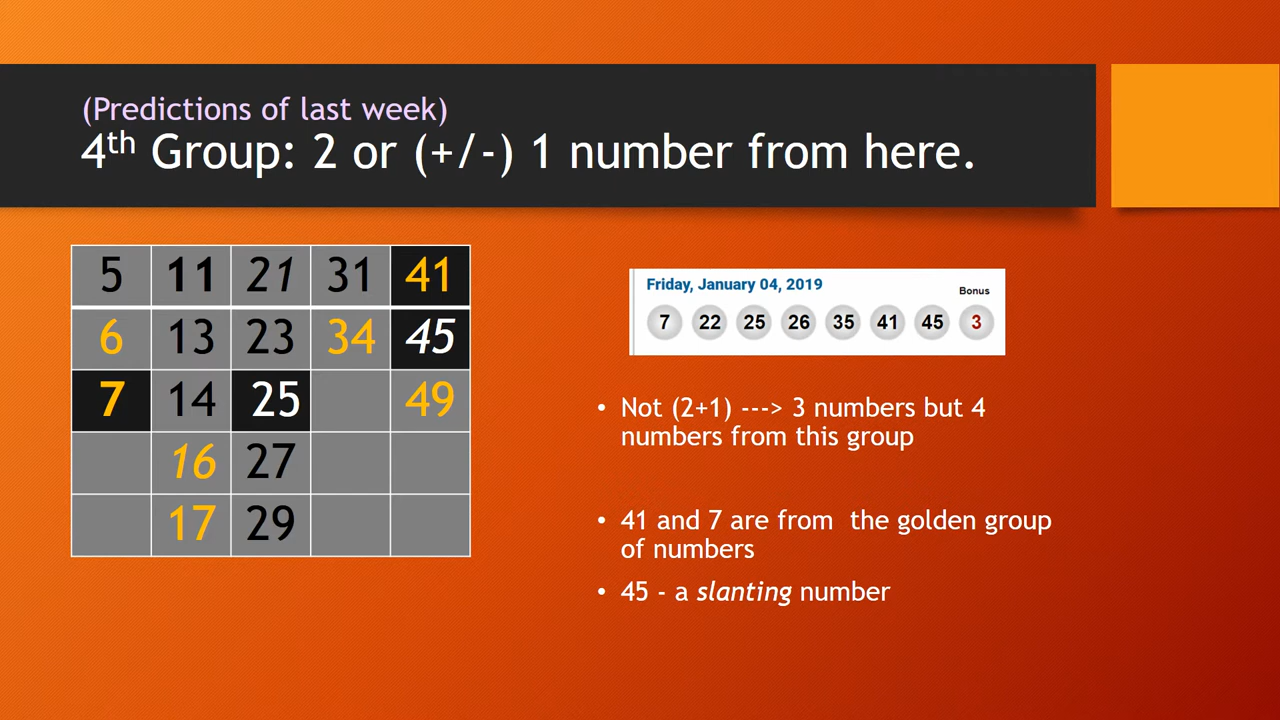 (Predictions of last week)
4th Group: 2 or (+/-) 1 number from here.
5 11 21 31 41
6 13 23 34 45
7 14 25 49
16 27
17 29
Friday, January 04, 2019
Bonus
7 22 25 26 35 41 45 3
• Not (2+1) ---> 3 numbers but 4
numbers from this group
• 41 and 7 are from the golden group
of numbers
• 45 - a slanting number